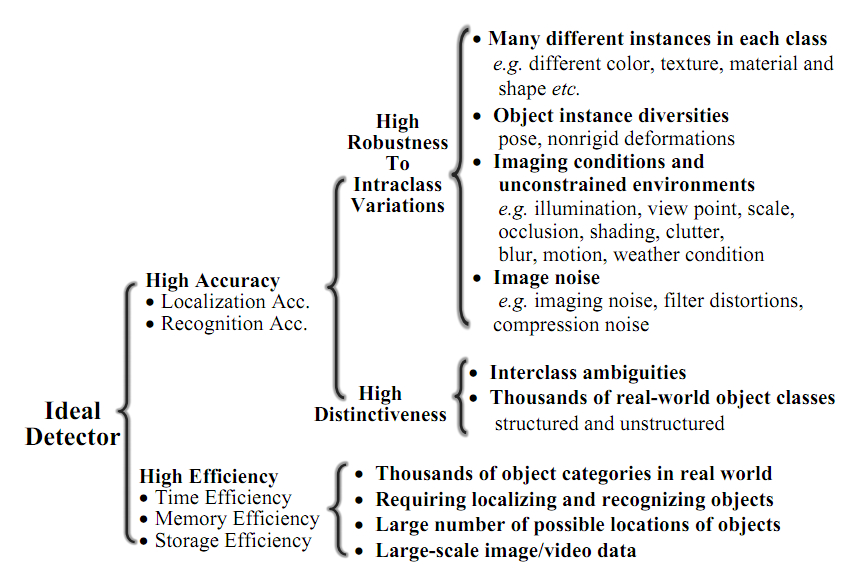 Ideal
Detector
High Accuracy
• Localization Acc.
• Recognition Acc.
High
Robustness
To
Intraclass
Variations
• Many different instances in each class
e.g. different color, texture, material and
shape etc.
• Object instance diversities
pose, nonrigid deformations
• Imaging conditions and
unconstrained environments
e.g. illumination, view point, scale,
occlusion, shading, clutter,
blur, motion, weather condition
• Image noise
e.g. imaging noise, filter distortions,
compression noise
High
Distinctiveness
• Interclass ambiguities
• Thousands of real-world object classes
structured and unstructured
High Efficiency
• Time Efficiency
• Memory Efficiency
• Storage Efficiency
• Thousands of object categories in real world
• Requiring localizing and recognizing objects
• Large number of possible locations of objects
• Large-scale image/video data